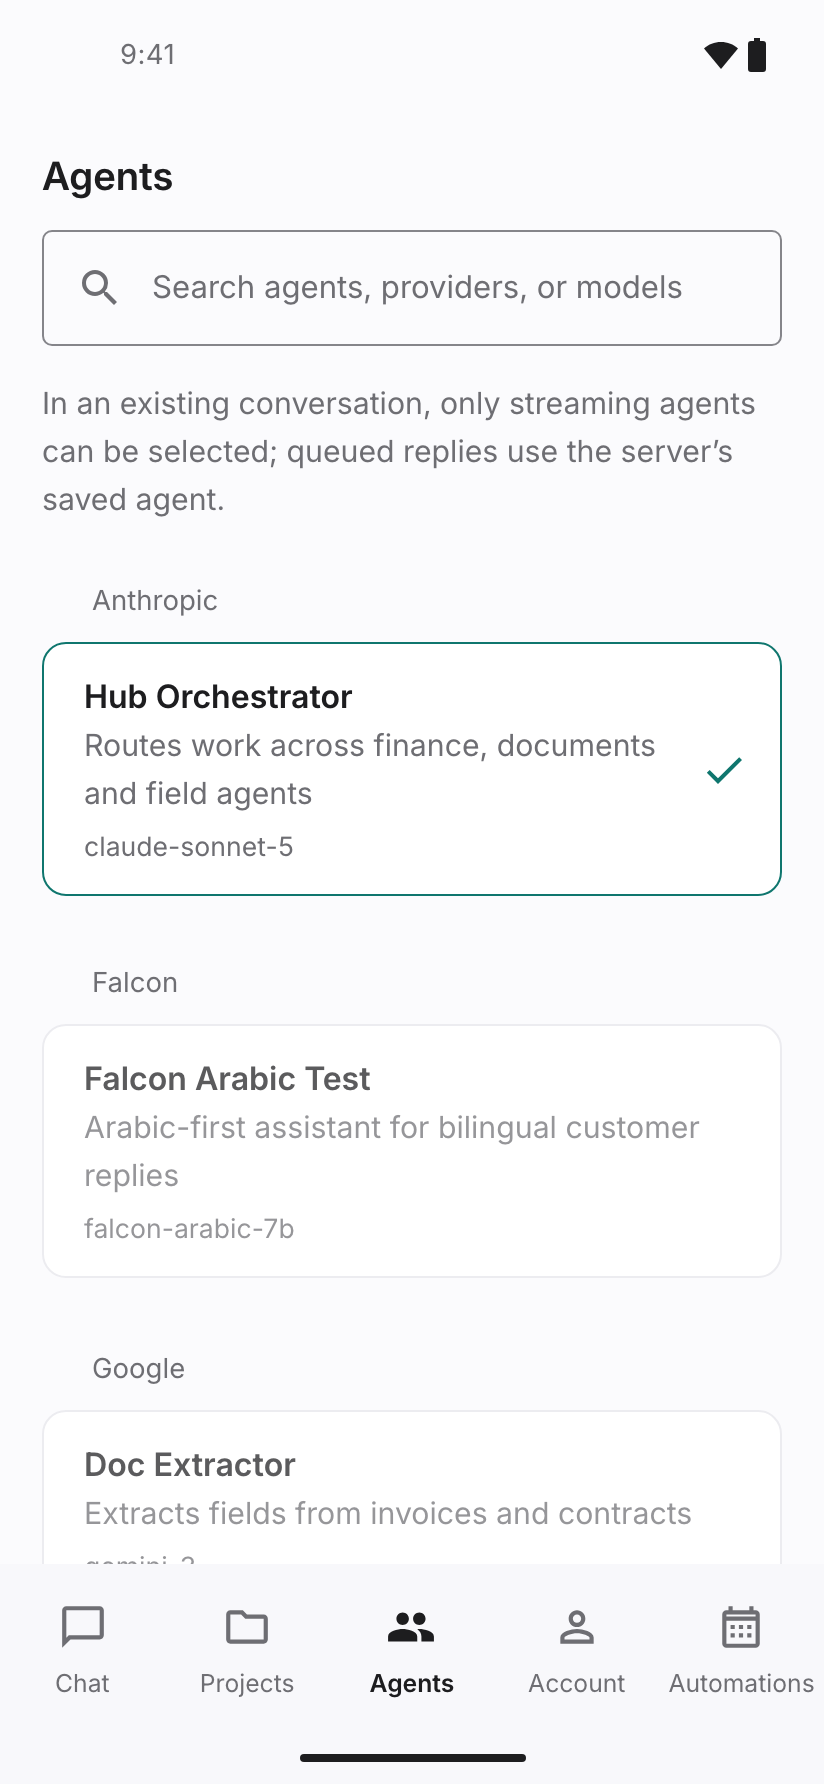 9:41
Agents
Search agents, providers, or models
In an existing conversation, only streaming agents
can be selected; queued replies use the server’s
saved agent.
Anthropic
Hub Orchestrator
Routes work across finance, documents
and field agents
claude-sonnet-5
Falcon
Falcon Arabic Test
Arabic-first assistant for bilingual customer
replies
falcon-arabic-7b
Google
Doc Extractor
Extracts fields from invoices and contracts
Chat
Projects
Agents
Account
Automations